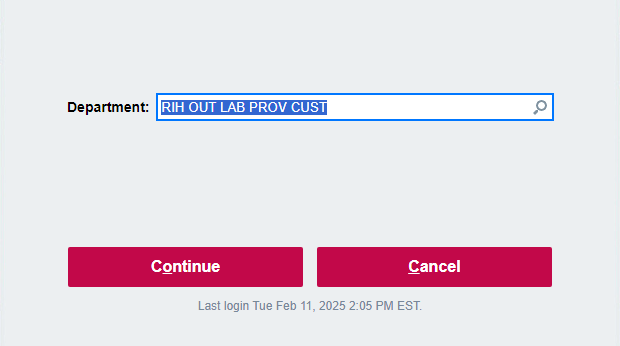 Department: RIH OUT LAB PROV CUST
Continue Cancel
Last login Tue Feb 11, 2025 2:05 PM EST.